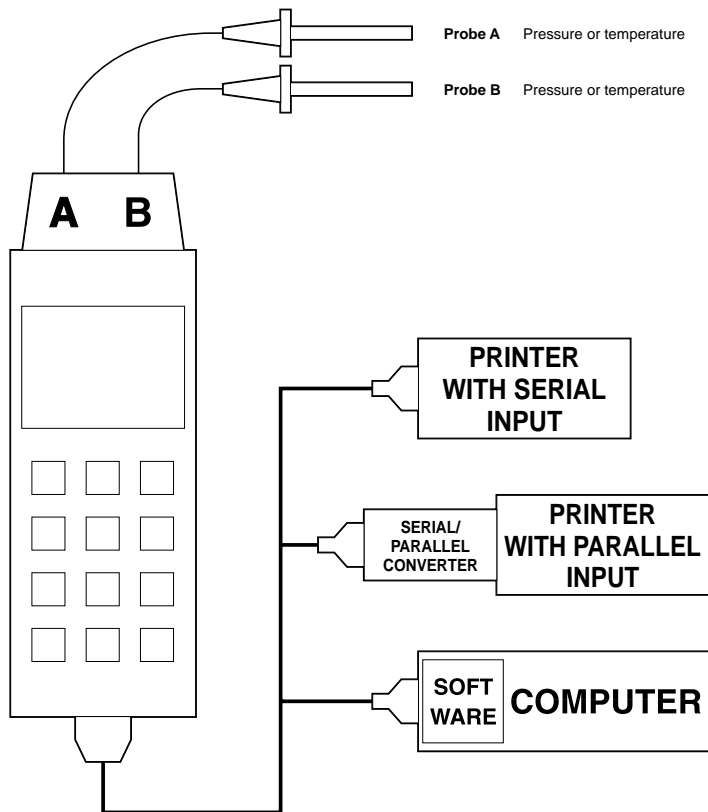 Probe A Pressure or temperature
Probe B Pressure or temperature
A B
PRINTER
WITH SERIAL
INPUT
SERIAL/
PARALLEL
CONVERTER
PRINTER
WITH PARALLEL
INPUT
SOFT
WARE
COMPUTER